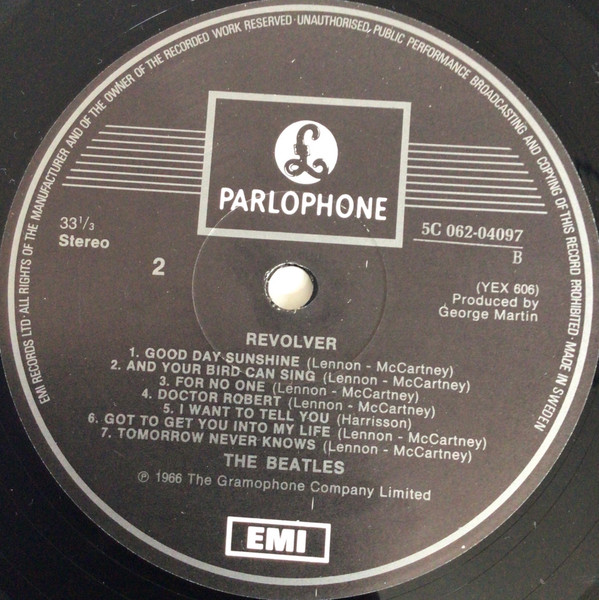 EMI RECORDS LTD · ALL RIGHTS OF THE MANUFACTURER AND OF THE OWNER OF THE RECORDED WORK RESERVED · UNAUTHORISED, PUBLIC PERFORMANCE BROADCASTING AND COPYING OF THIS RECORD PROHIBITED · MADE IN SWEDEN
£
PARLOPHONE
33 1/3
Stereo
2
5C 062-04097
B
(YEX 606)
Produced by
George Martin
REVOLVER
1. GOOD DAY SUNSHINE (Lennon - McCartney)
2. AND YOUR BIRD CAN SING (Lennon - McCartney)
3. FOR NO ONE (Lennon - McCartney)
4. DOCTOR ROBERT (Lennon - McCartney)
5. I WANT TO TELL YOU (Harrisson)
6. GOT TO GET YOU INTO MY LIFE (Lennon - McCartney)
7. TOMORROW NEVER KNOWS (Lennon - McCartney)
THE BEATLES
℗ 1966 The Gramophone Company Limited
EMI